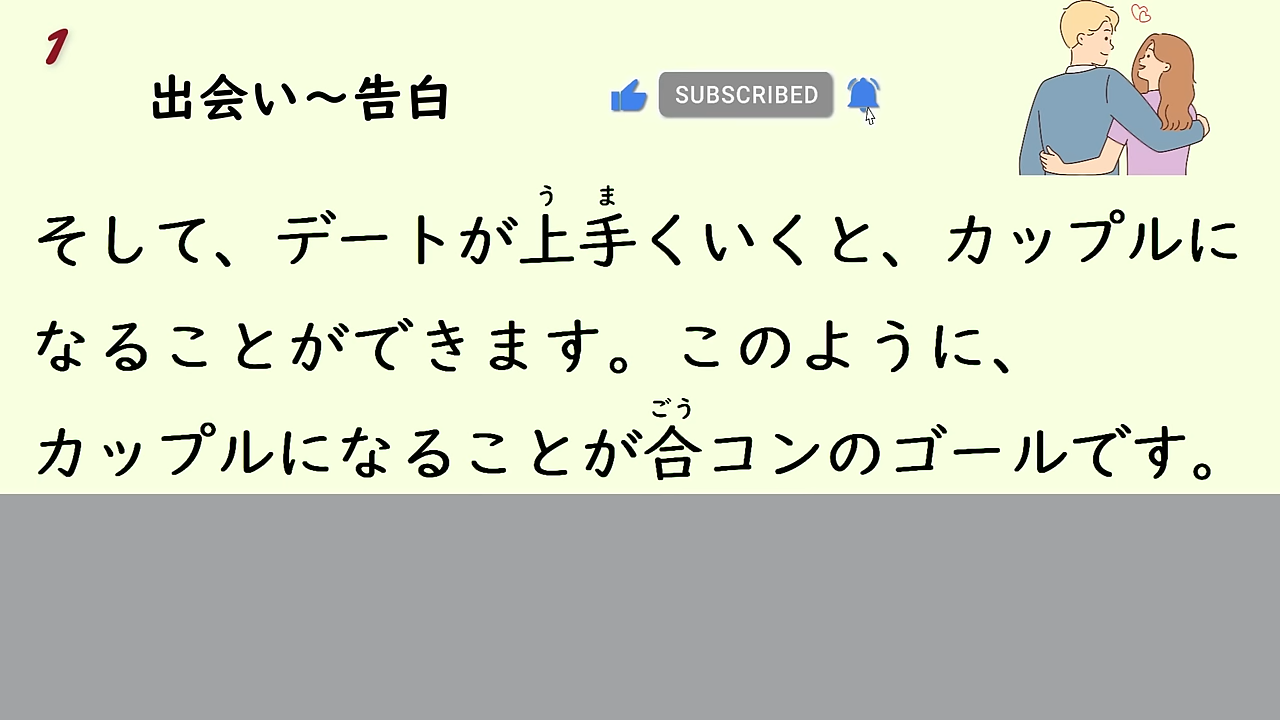 1
出会い～告白
SUBSCRIBED
う ま
そして、デートが上手くいくと、カップルに
なることができます。このように、
ごう
カップルになることが合コンのゴールです。